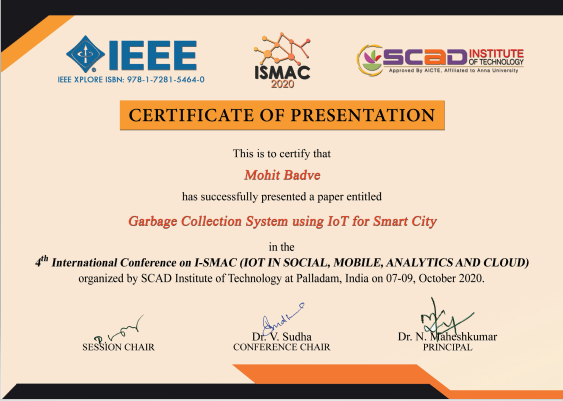 IEEE
IEEE XPLORE ISBN: 978-1-7281-5464-0
ISMAC
2020
SCAD INSTITUTE
OF TECHNOLOGY
Approved By AICTE, Affiliated to Anna University
CERTIFICATE OF PRESENTATION
This is to certify that
Mohit Badve
has successfully presented a paper entitled
Garbage Collection System using IoT for Smart City
in the
4th International Conference on I-SMAC (IOT IN SOCIAL, MOBILE, ANALYTICS AND CLOUD)
organized by SCAD Institute of Technology at Palladam, India on 07-09, October 2020.
SESSION CHAIR
Dr. V. Sudha
CONFERENCE CHAIR
Dr. N. Maheshkumar
PRINCIPAL